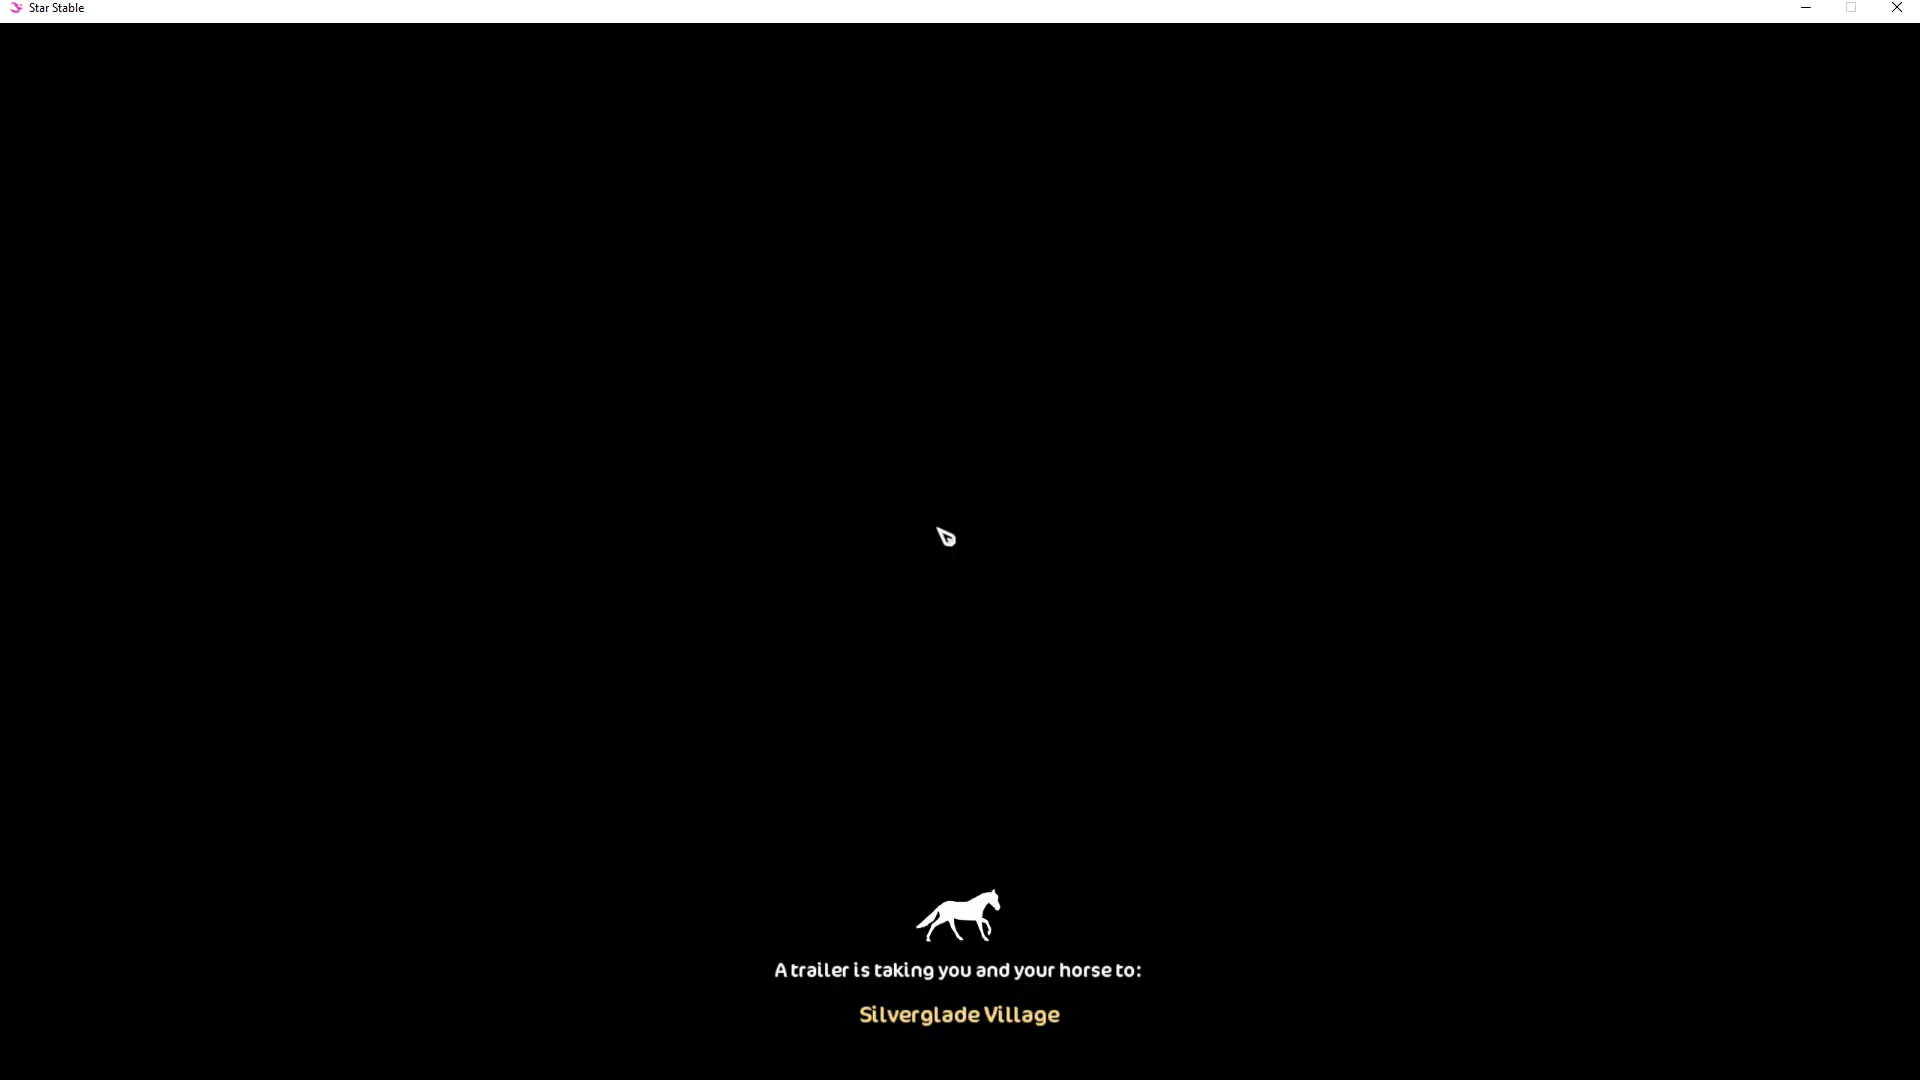 Star Stable
A trailer is taking you and your horse to:
Silverglade Village